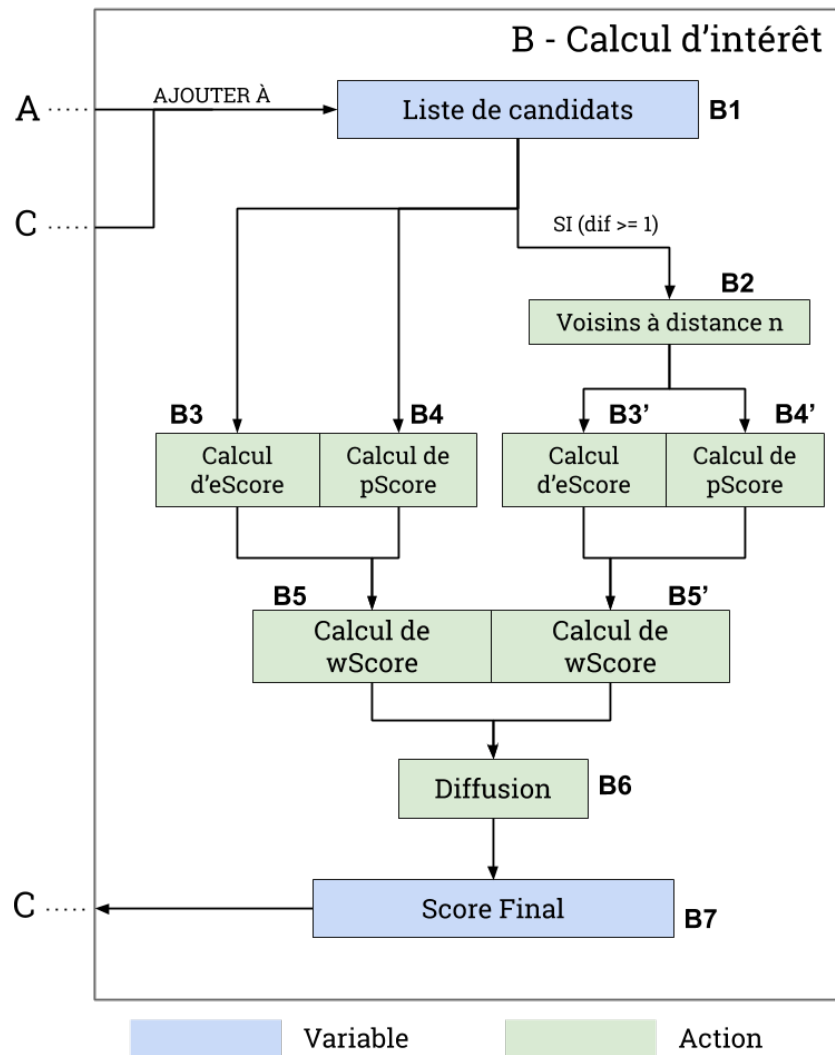 B - Calcul d'intérêt
A ····· AJOUTER À
Liste de candidats B1
C ·····
SI (dif >= 1)
B2
Voisins à distance n
B3 B4 B3' B4'
Calcul d'eScore
Calcul de pScore
Calcul d'eScore
Calcul de pScore
B5 B5'
Calcul de wScore
Calcul de wScore
Diffusion B6
C ····· Score Final B7
Variable Action